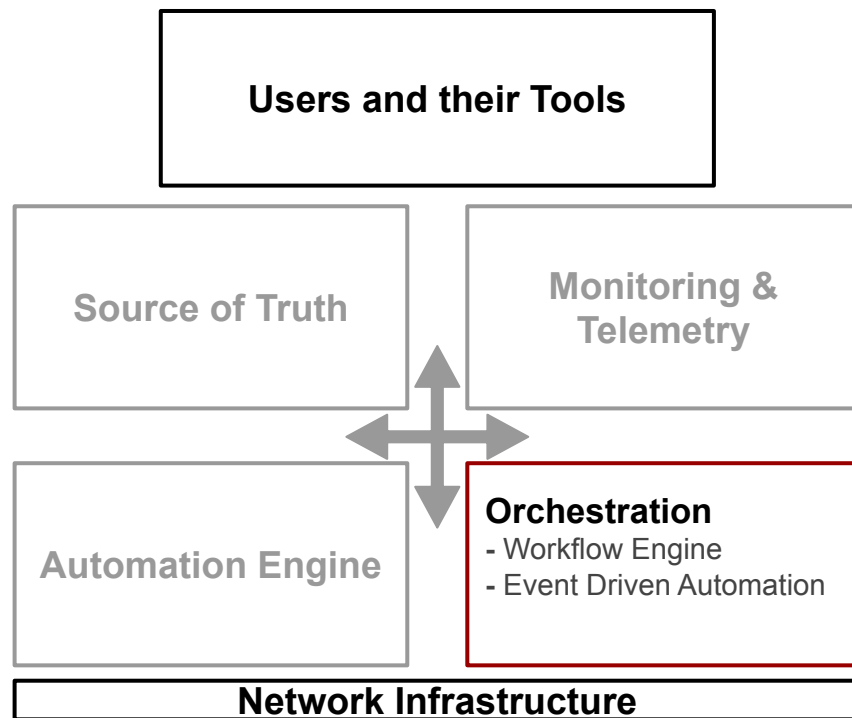 Users and their Tools
Source of Truth
Monitoring &
Telemetry
Automation Engine
Orchestration
- Workflow Engine
- Event Driven Automation
Network Infrastructure